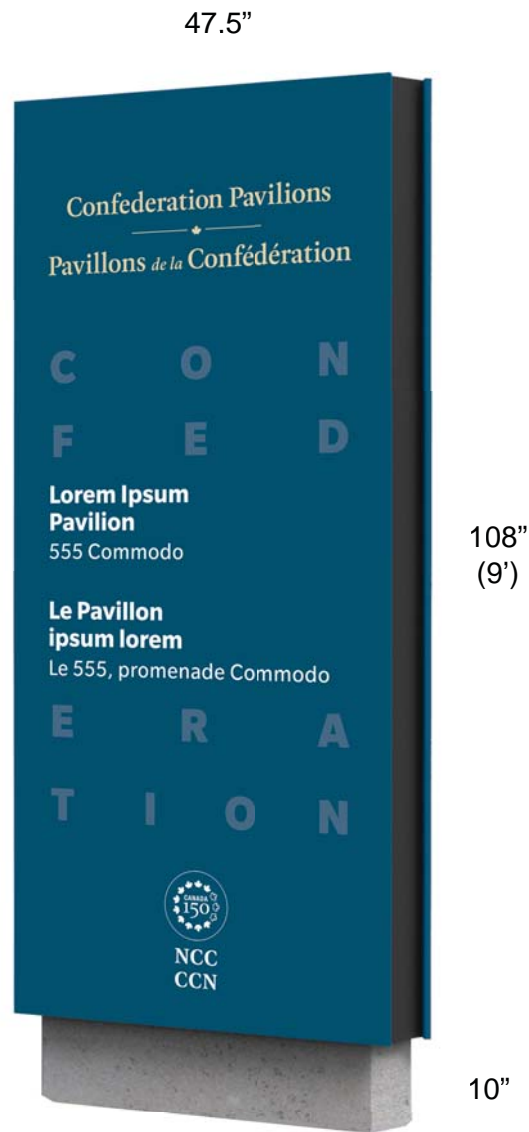 47.5”
Confederation Pavilions
Pavillons de la Confédération
C O N
F E D
Lorem Ipsum
Pavilion
555 Commodo
108”
(9’)
Le Pavillon
ipsum lorem
Le 555, promenade Commodo
E R A
T I O N
CANADA
150
NCC
CCN
10”